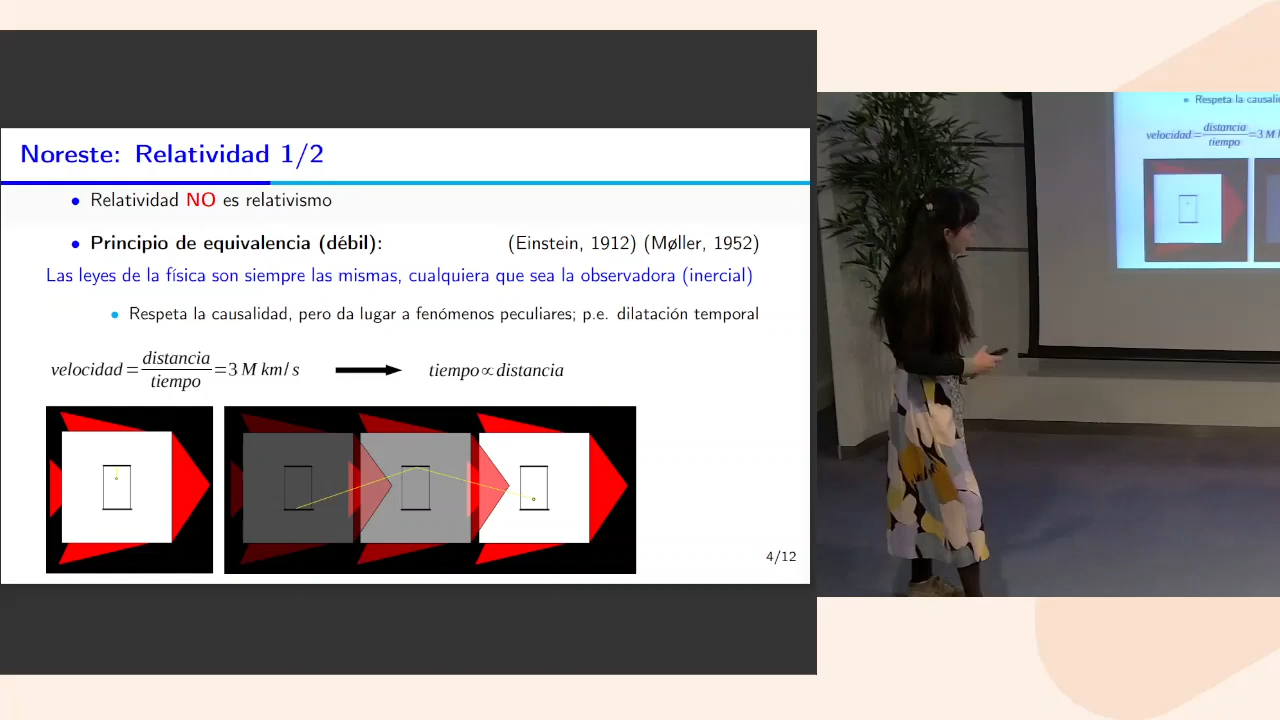 Noreste: Relatividad 1/2
• Relatividad NO es relativismo
• Principio de equivalencia (débil): (Einstein, 1912) (Møller, 1952)
Las leyes de la física son siempre las mismas, cualquiera que sea la observadora (inercial)
• Respeta la causalidad, pero da lugar a fenómenos peculiares; p.e. dilatación temporal
velocidad = distancia/tiempo = 3 M km/s tiempo ∝ distancia
4/12
• Respeta la causali
velocidad = distancia/tiempo = 3 M